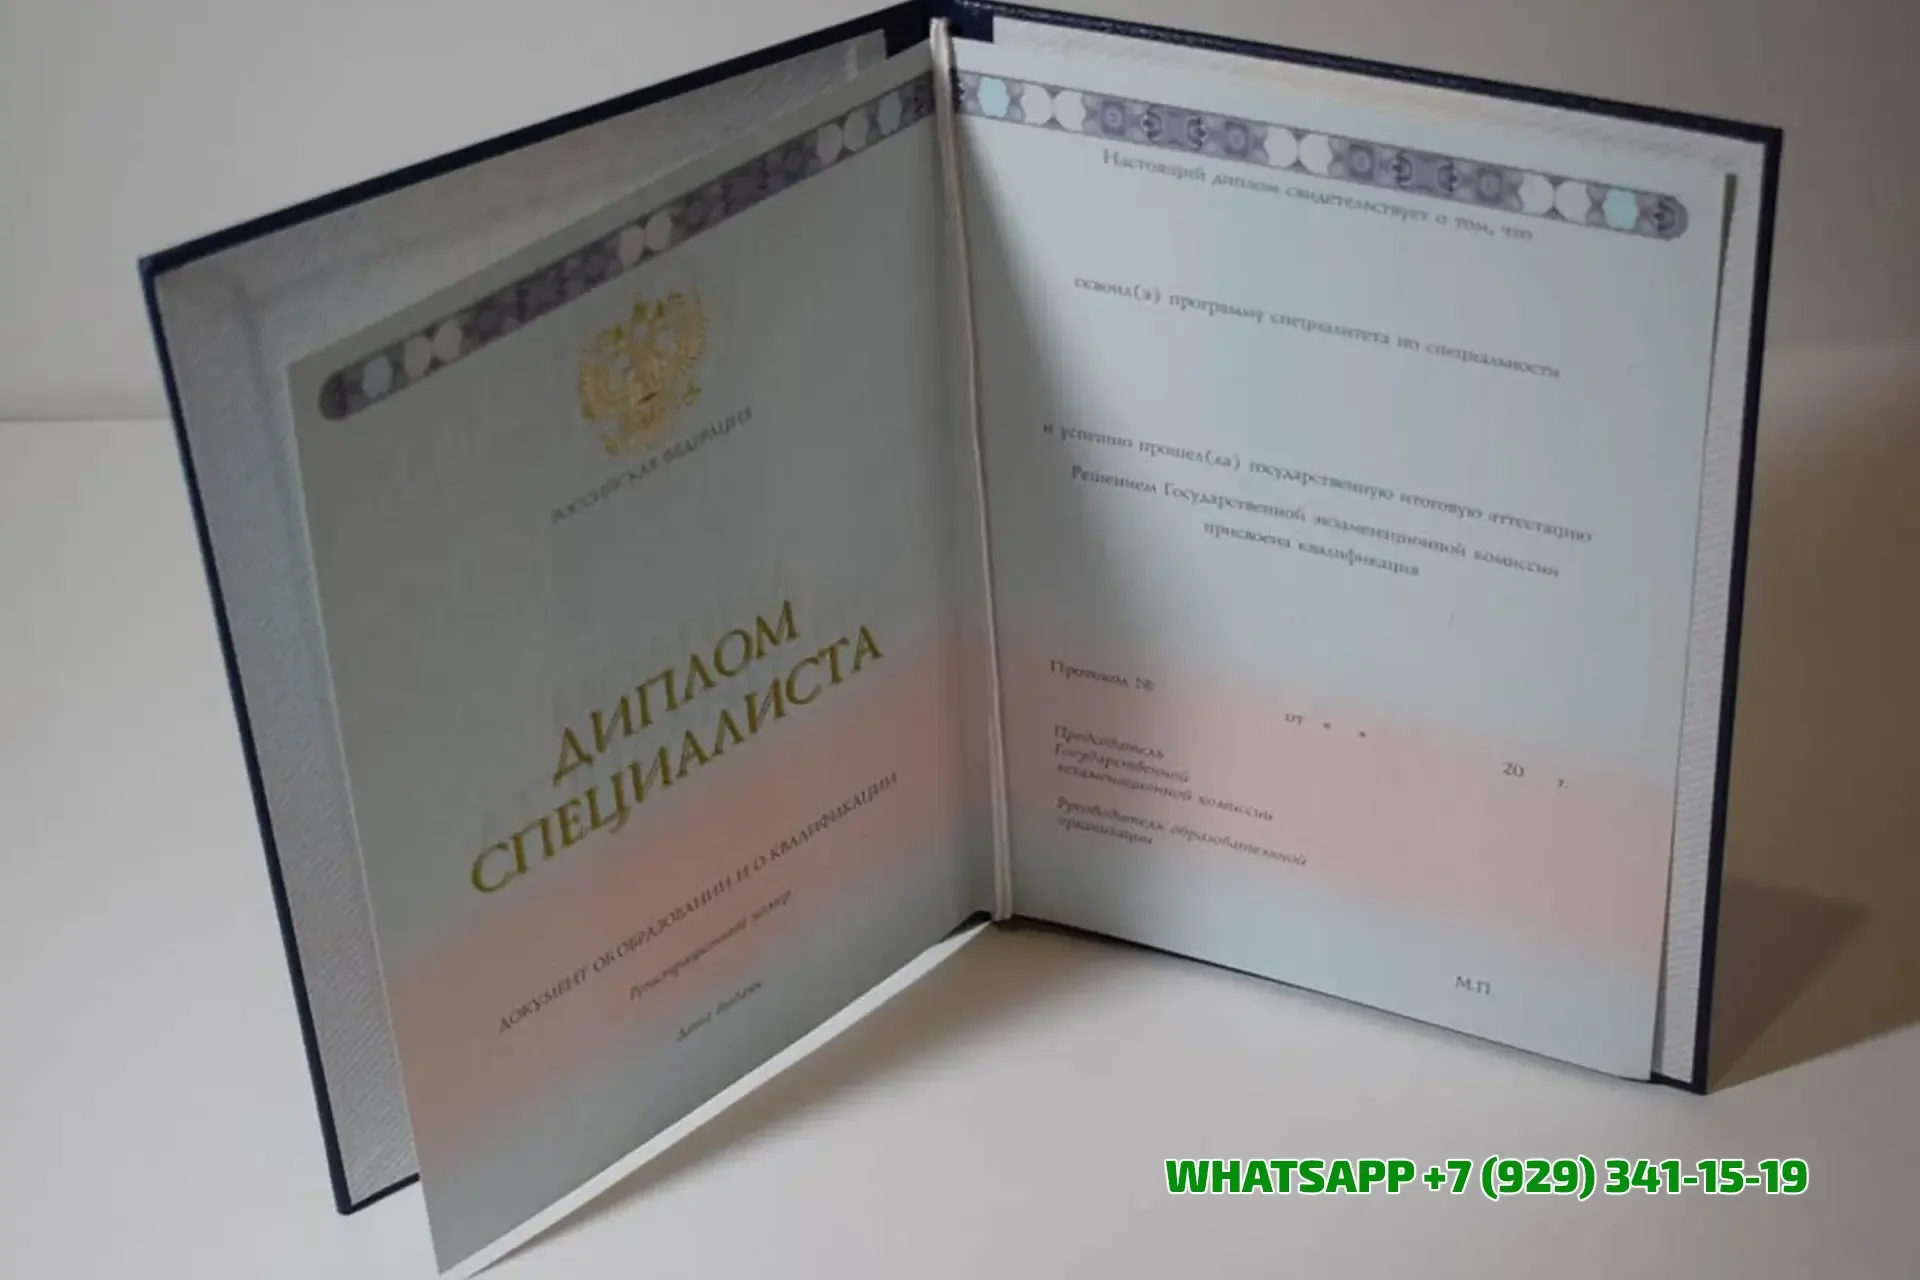 РОССИЙСКАЯ ФЕДЕРАЦИЯ
ДИПЛОМ
СПЕЦИАЛИСТА
ДОКУМЕНТ ОБ ОБРАЗОВАНИИ И О КВАЛИФИКАЦИИ
Регистрационный номер
Дата выдачи
Настоящий диплом свидетельствует о том, что
освоил(а) программу специалитета по специальности
и успешно прошел(ла) государственную итоговую аттестацию
Решением Государственной экзаменационной комиссии
присвоена квалификация
Протокол №
от « »
20 г.
Председатель
Государственной
экзаменационной комиссии
Руководитель образовательной
организации
М.П.
WHATSAPP +7 (929) 341-15-19